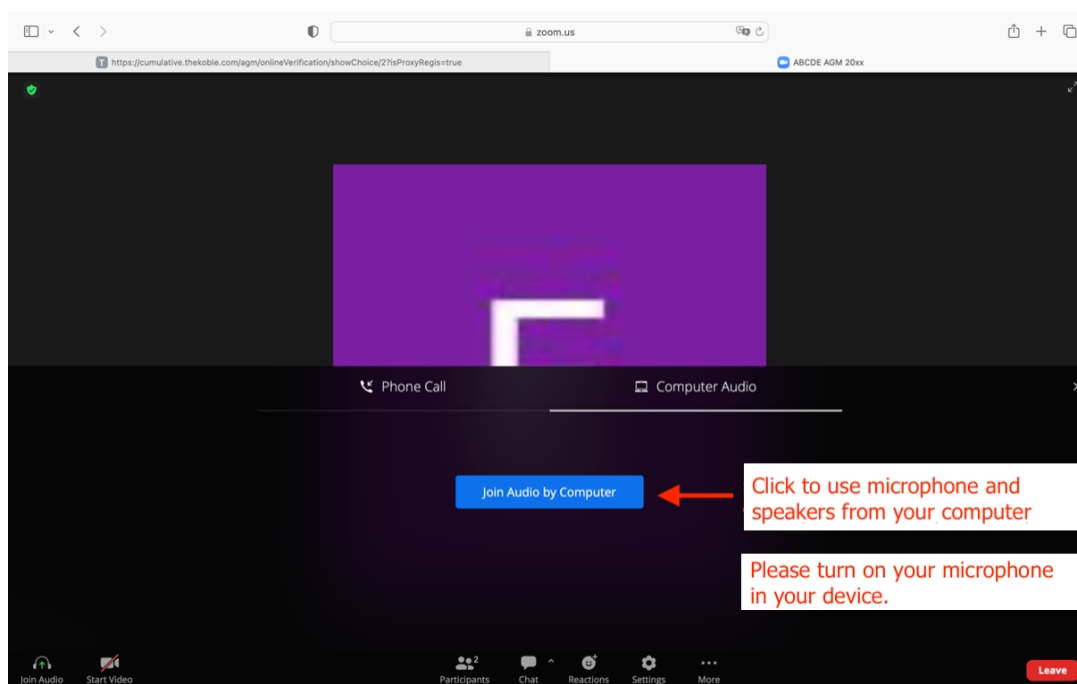 zoom.us
https://cumulative.thekoble.com/agm/onlineVerification/showChoice/2?isProxyRegis=true
ABCDE AGM 20xx
Phone Call
Computer Audio
Join Audio by Computer
Click to use microphone and
speakers from your computer
Please turn on your microphone
in your device.
2
Join Audio
Start Video
Participants
Chat
Reactions
Settings
More
Leave